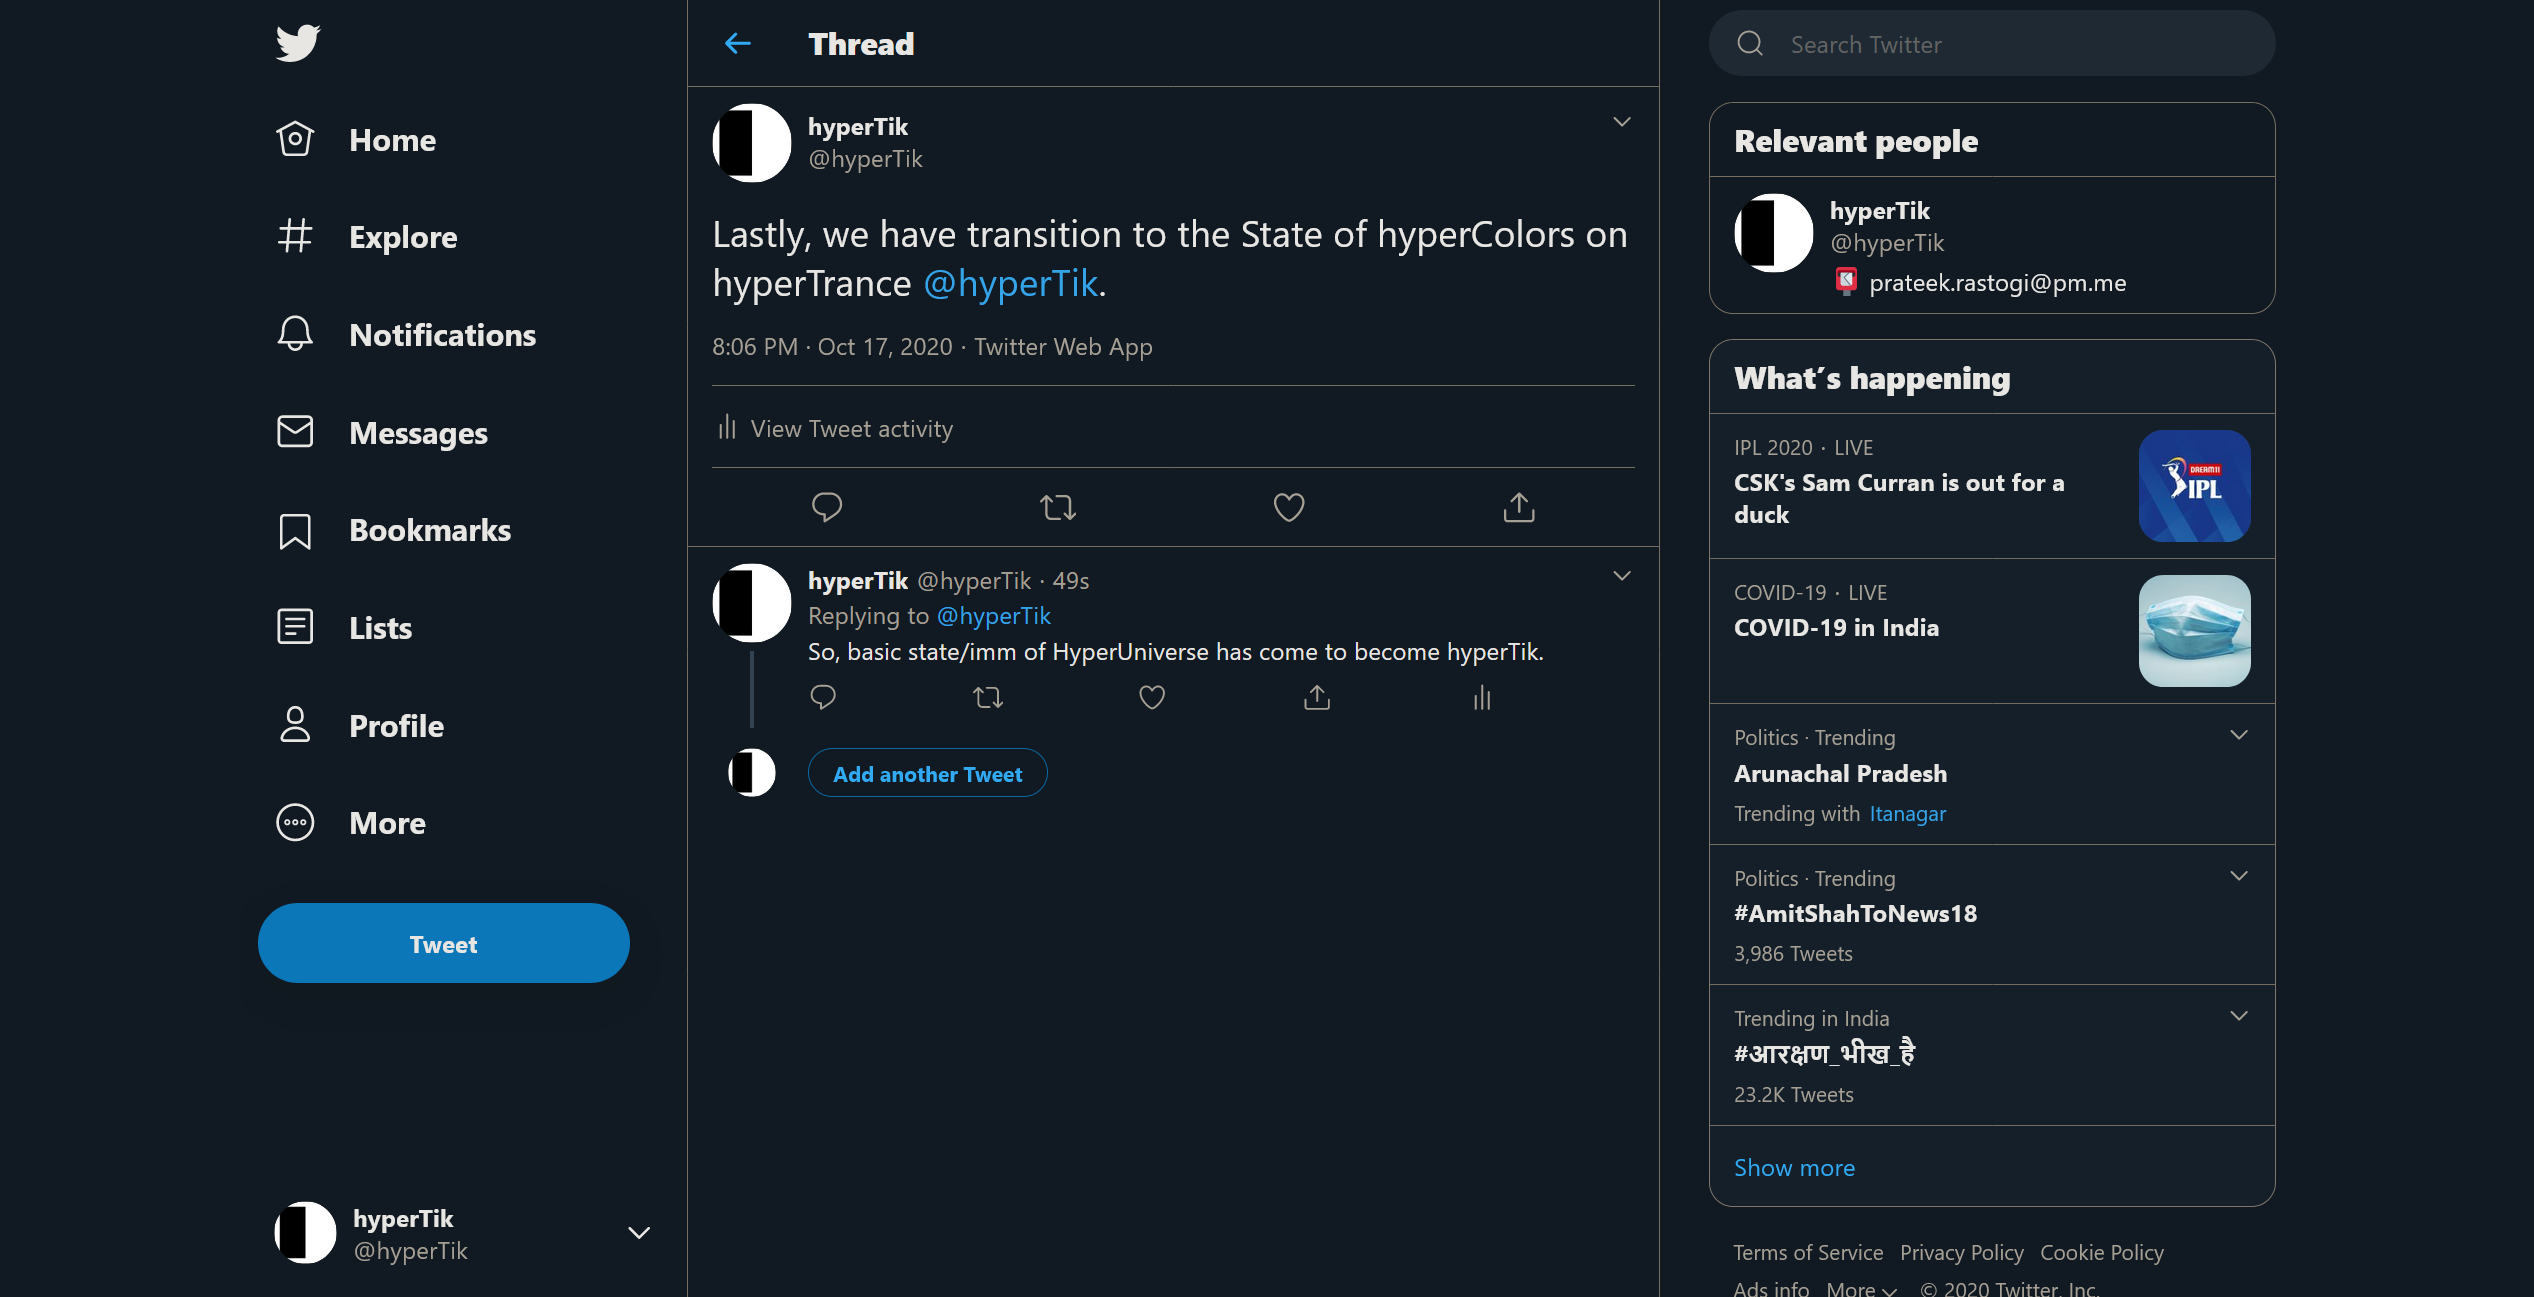 Home
Explore
Notifications
Messages
Bookmarks
Lists
Profile
More
Tweet
hyperTik
@hyperTik
Thread
hyperTik
@hyperTik
Lastly, we have transition to the State of hyperColors on
hyperTrance @hyperTik.
8:06 PM · Oct 17, 2020 · Twitter Web App
View Tweet activity
hyperTik @hyperTik · 49s
Replying to @hyperTik
So, basic state/imm of HyperUniverse has come to become hyperTik.
Add another Tweet
Search Twitter
Relevant people
hyperTik
@hyperTik
prateek.rastogi@pm.me
What's happening
IPL 2020 · LIVE
CSK's Sam Curran is out for a
duck
DREAM11
IPL
COVID-19 · LIVE
COVID-19 in India
Politics · Trending
Arunachal Pradesh
Trending with Itanagar
Politics · Trending
#AmitShahToNews18
3,986 Tweets
Trending in India
#आरक्षण_भीख_है
23.2K Tweets
Show more
Terms of Service Privacy Policy Cookie Policy
Ads info More © 2020 Twitter, Inc.